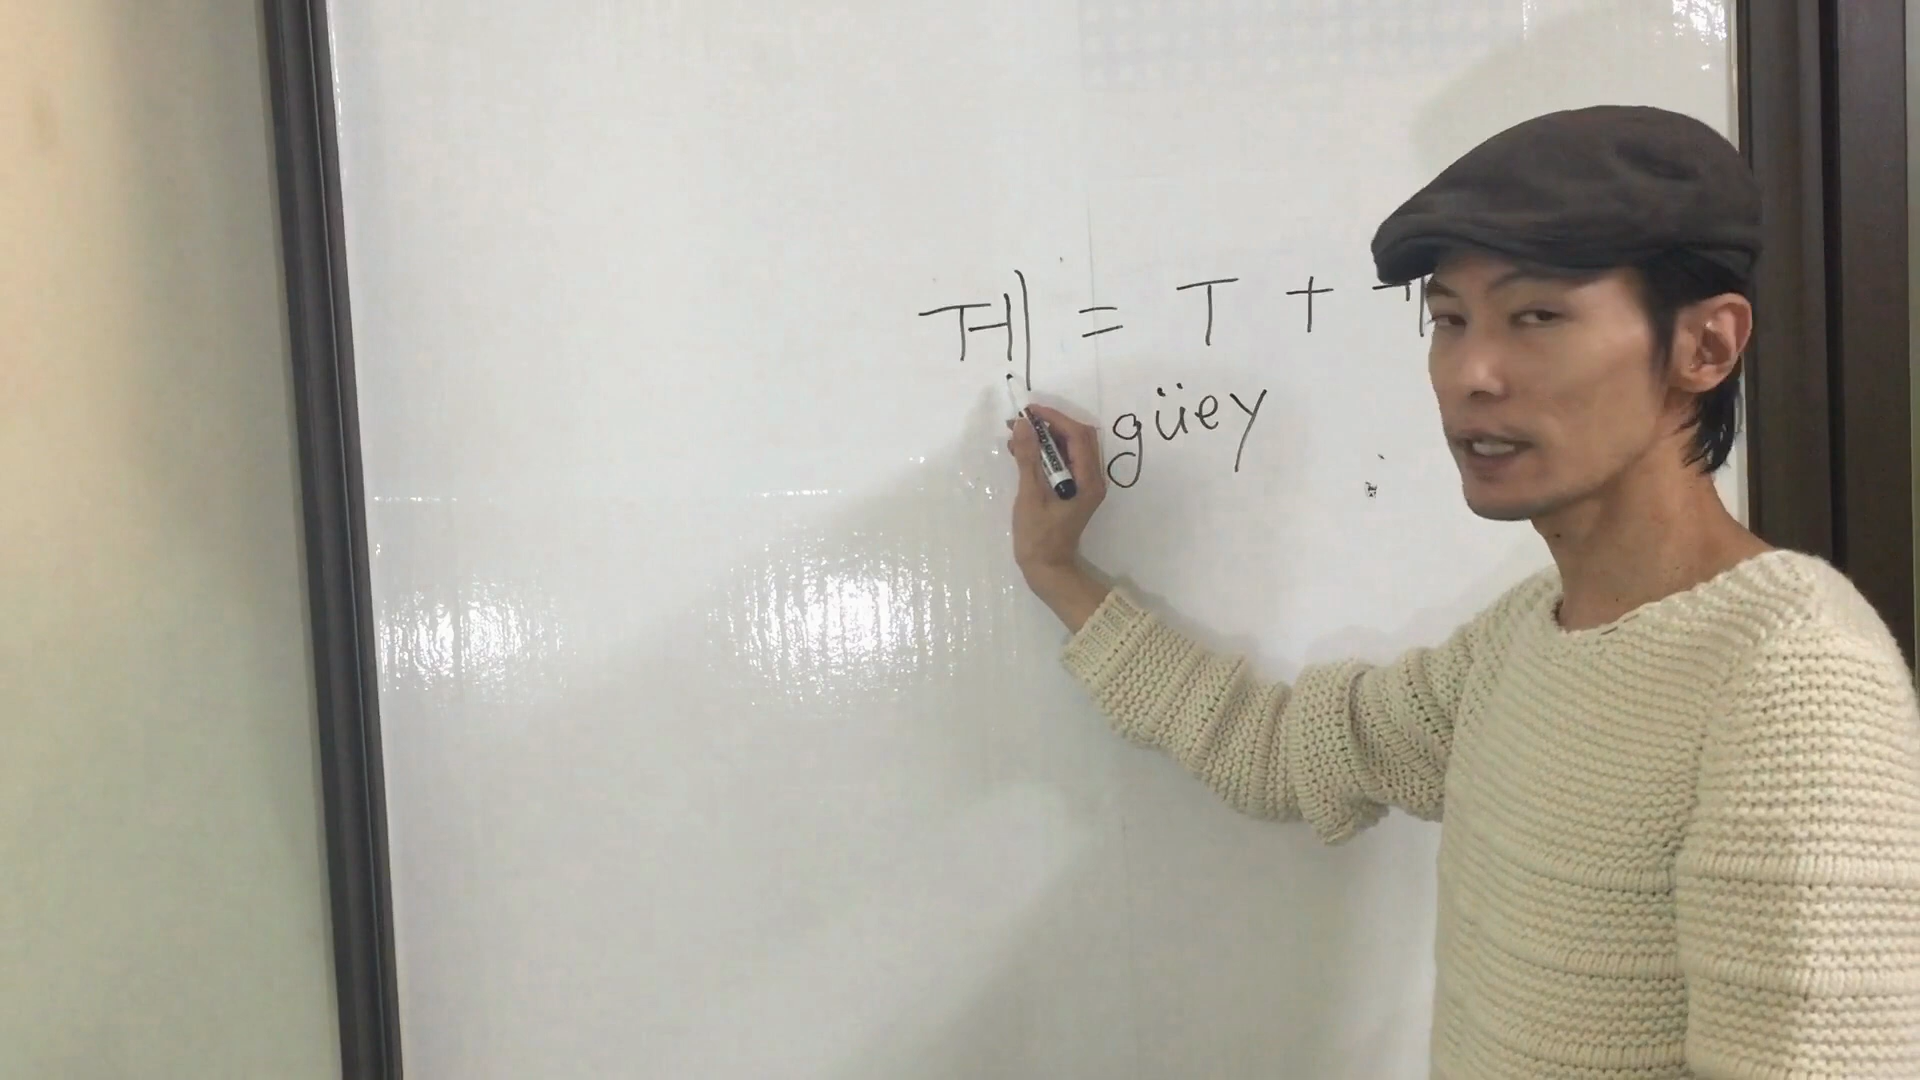 ㅞ = ㅜ + ㅓ
güey